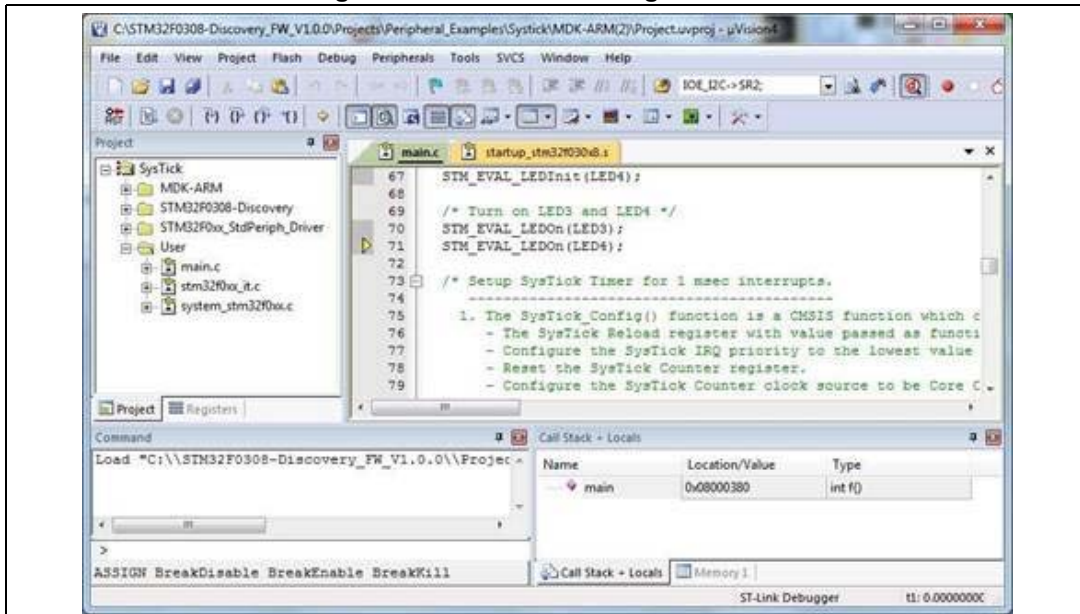 C:\STM32F0308-Discovery_FW_V1.0.0\Projects\Peripheral_Examples\Systick\MDK-ARM(2)\Project.uvproj - µVision4
File Edit View Project Flash Debug Peripherals Tools SVCS Window Help
IOE_I2C->SR2;
Project
main.c startup_stm32f030x8.s
SysTick
MDK-ARM
STM32F0308-Discovery
STM32F0xx_StdPeriph_Driver
User
main.c
stm32f0xx_it.c
system_stm32f0xx.c
67 STM_EVAL_LEDInit(LED4);
68
69 /* Turn on LED3 and LED4 */
70 STM_EVAL_LEDOn(LED3);
71 STM_EVAL_LEDOn(LED4);
72
73 /* Setup SysTick Timer for 1 msec interrupts.
74 ------------------------------------------
75 1. The SysTick_Config() function is a CMSIS function which c
76 - The SysTick Reload register with value passed as functi
77 - Configure the SysTick IRQ priority to the lowest value
78 - Reset the SysTick Counter register.
79 - Configure the SysTick Counter clock source to be Core C
Project Registers
Command
Load "C:\\STM32F0308-Discovery_FW_V1.0.0\\Projec
>
ASSIGN BreakDisable BreakEnable BreakKill
Call Stack + Locals
Name Location/Value Type
main 0x08000380 int f()
Call Stack + Locals Memory 1
ST-Link Debugger t1: 0.0000000